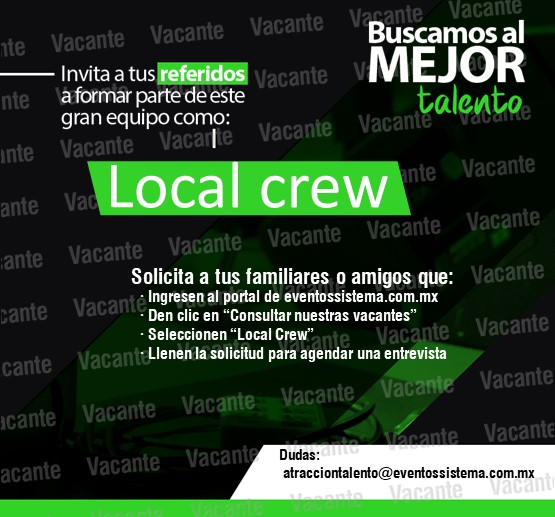 Buscamos al
MEJOR
talento
Invita a tus referidos
a formar parte de este
gran equipo como:
Local crew
Solicita a tus familiares o amigos que:
· Ingresen al portal de eventossistema.com.mx
· Den clic en “Consultar nuestras vacantes”
· Seleccionen “Local Crew”
· Llenen la solicitud para agendar una entrevista
Dudas:
atracciontalento@eventossistema.com.mx
Vacante